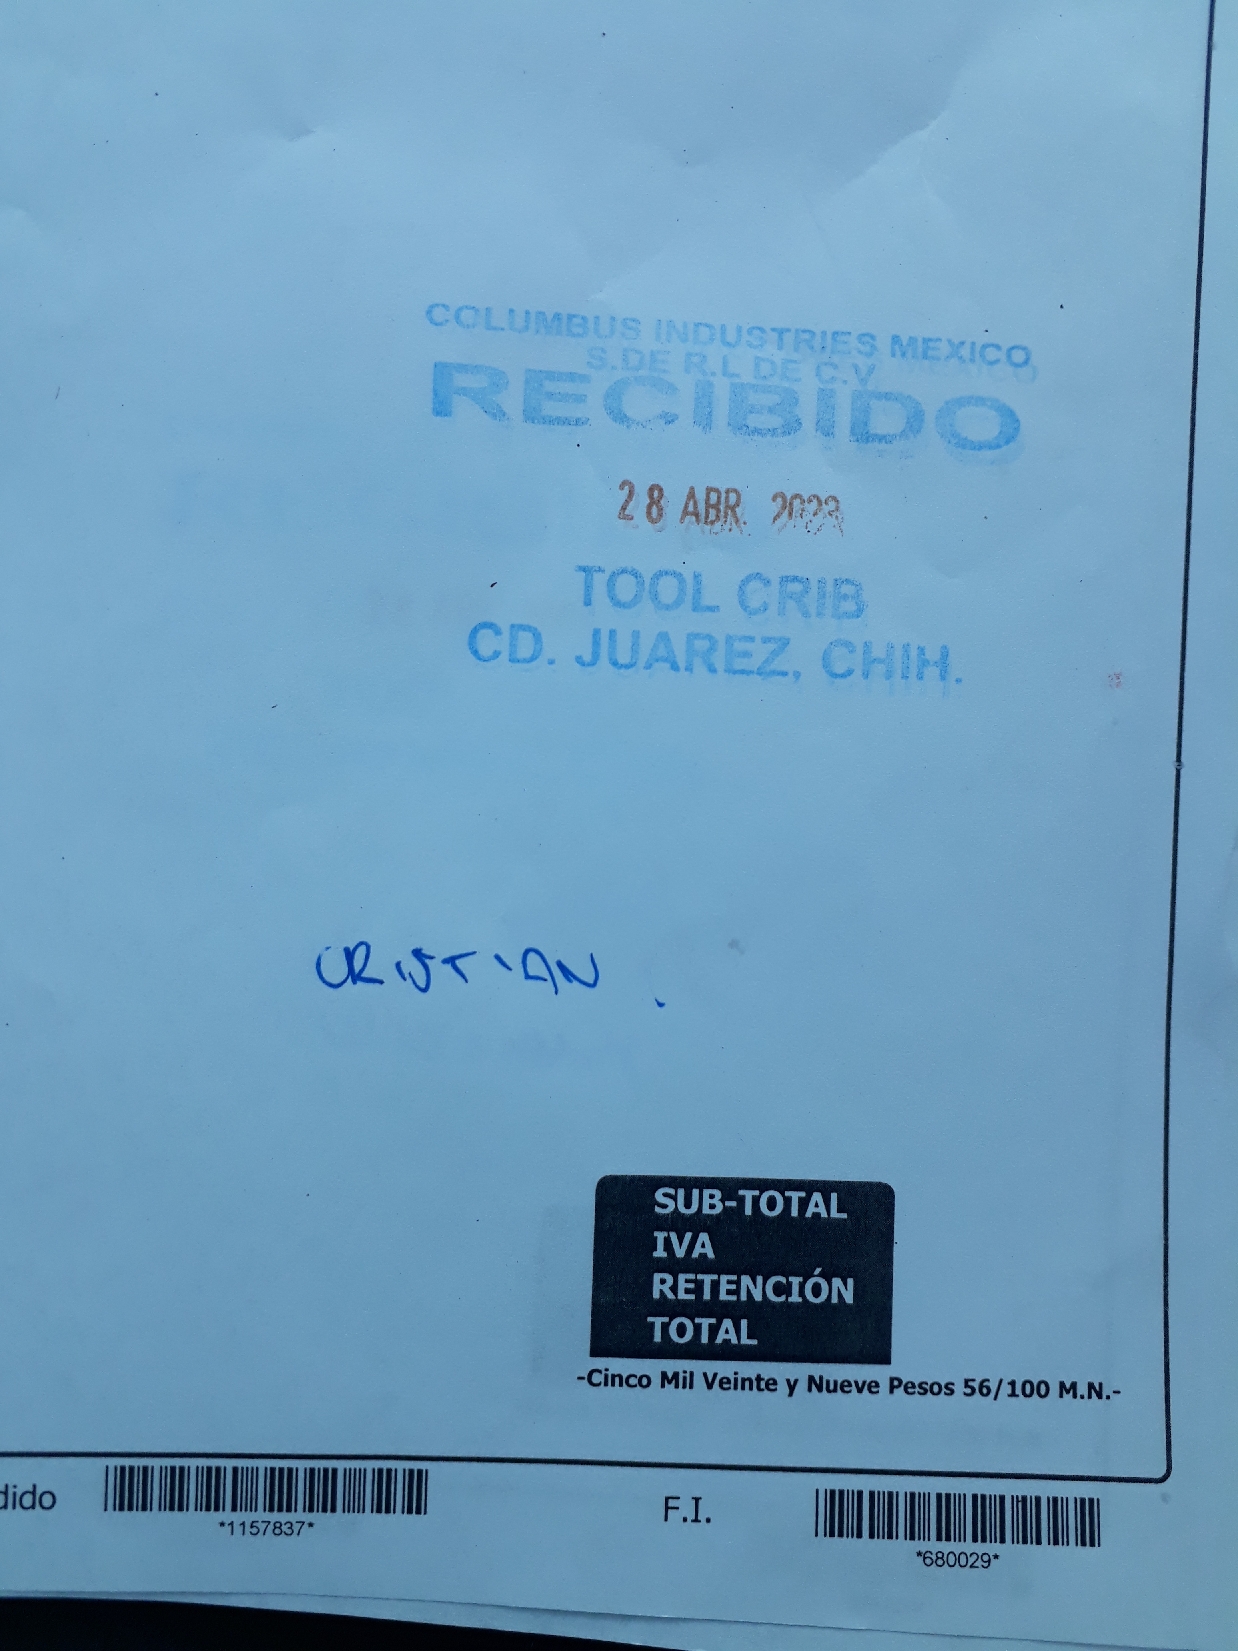 COLUMBUS INDUSTRIES MEXICO
S.DE R.L DE C.V
RECIBIDO
28 ABR. 2023
TOOL CRIB
CD. JUAREZ, CHIH.
CRISTIAN
SUB-TOTAL
IVA
RETENCIÓN
TOTAL
-Cinco Mil Veinte y Nueve Pesos 56/100 M.N.-
dido
F.I.
*1157837*
*680029*